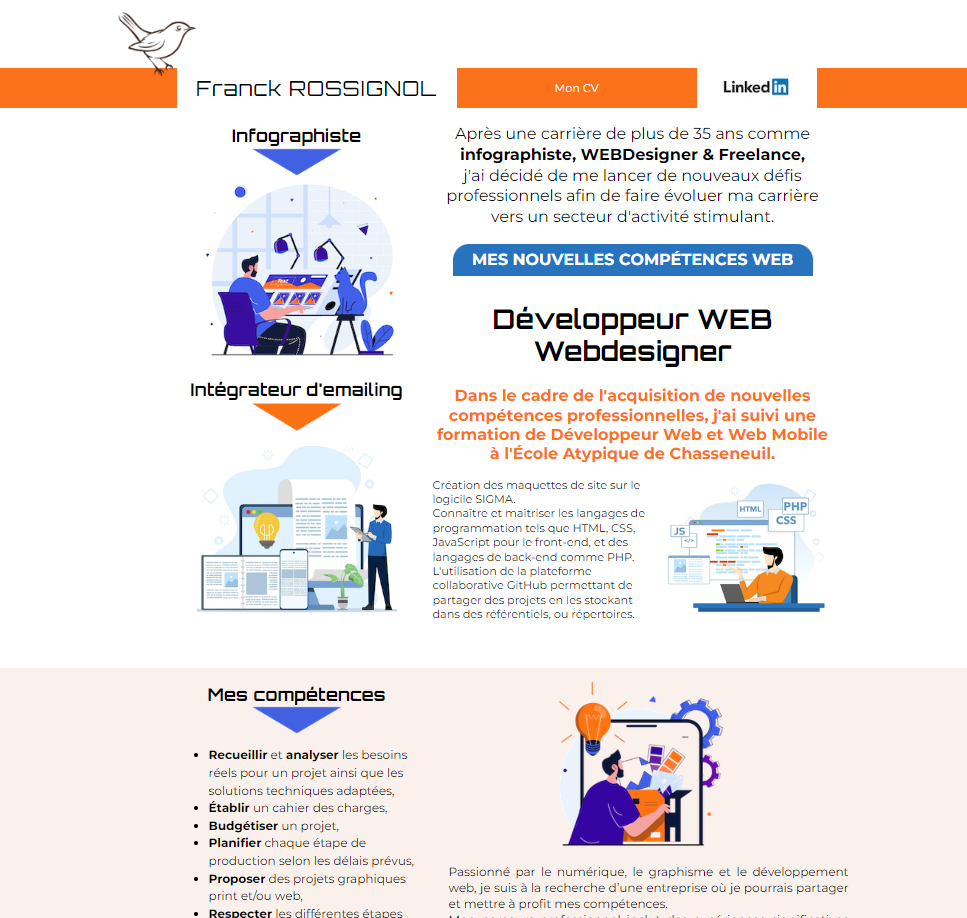 Franck ROSSIGNOL
Mon CV
Linked in
Infographiste
Après une carrière de plus de 35 ans comme
infographiste, WEBDesigner & Freelance,
j'ai décidé de me lancer de nouveaux défis
professionnels afin de faire évoluer ma carrière
vers un secteur d'activité stimulant.
MES NOUVELLES COMPÉTENCES WEB
Développeur WEB
Webdesigner
Intégrateur d'emailing
Dans le cadre de l'acquisition de nouvelles
compétences professionnelles, j'ai suivi une
formation de Développeur Web et Web Mobile
à l'École Atypique de Chasseneuil.
Création des maquettes de site sur le
logicile SIGMA.
Connaître et maitriser les langages de
programmation tels que HTML, CSS,
JavaScript pour le front-end, et des
langages de back-end comme PHP.
L'utilisation de la plateforme
collaborative GitHub permettant de
partager des projets en les stockant
dans des référentiels, ou répertoires.
HTML
PHP
CSS
JS
</>
Mes compétences
Recueillir et analyser les besoins
réels pour un projet ainsi que les
solutions techniques adaptées,
Établir un cahier des charges,
Budgétiser un projet,
Planifier chaque étape de
production selon les délais prévus,
Proposer des projets graphiques
print et/ou web,
Respecter les différentes étapes
Passionné par le numérique, le graphisme et le développement
web, je suis à la recherche d'une entreprise où je pourrais partager
et mettre à profit mes compétences.